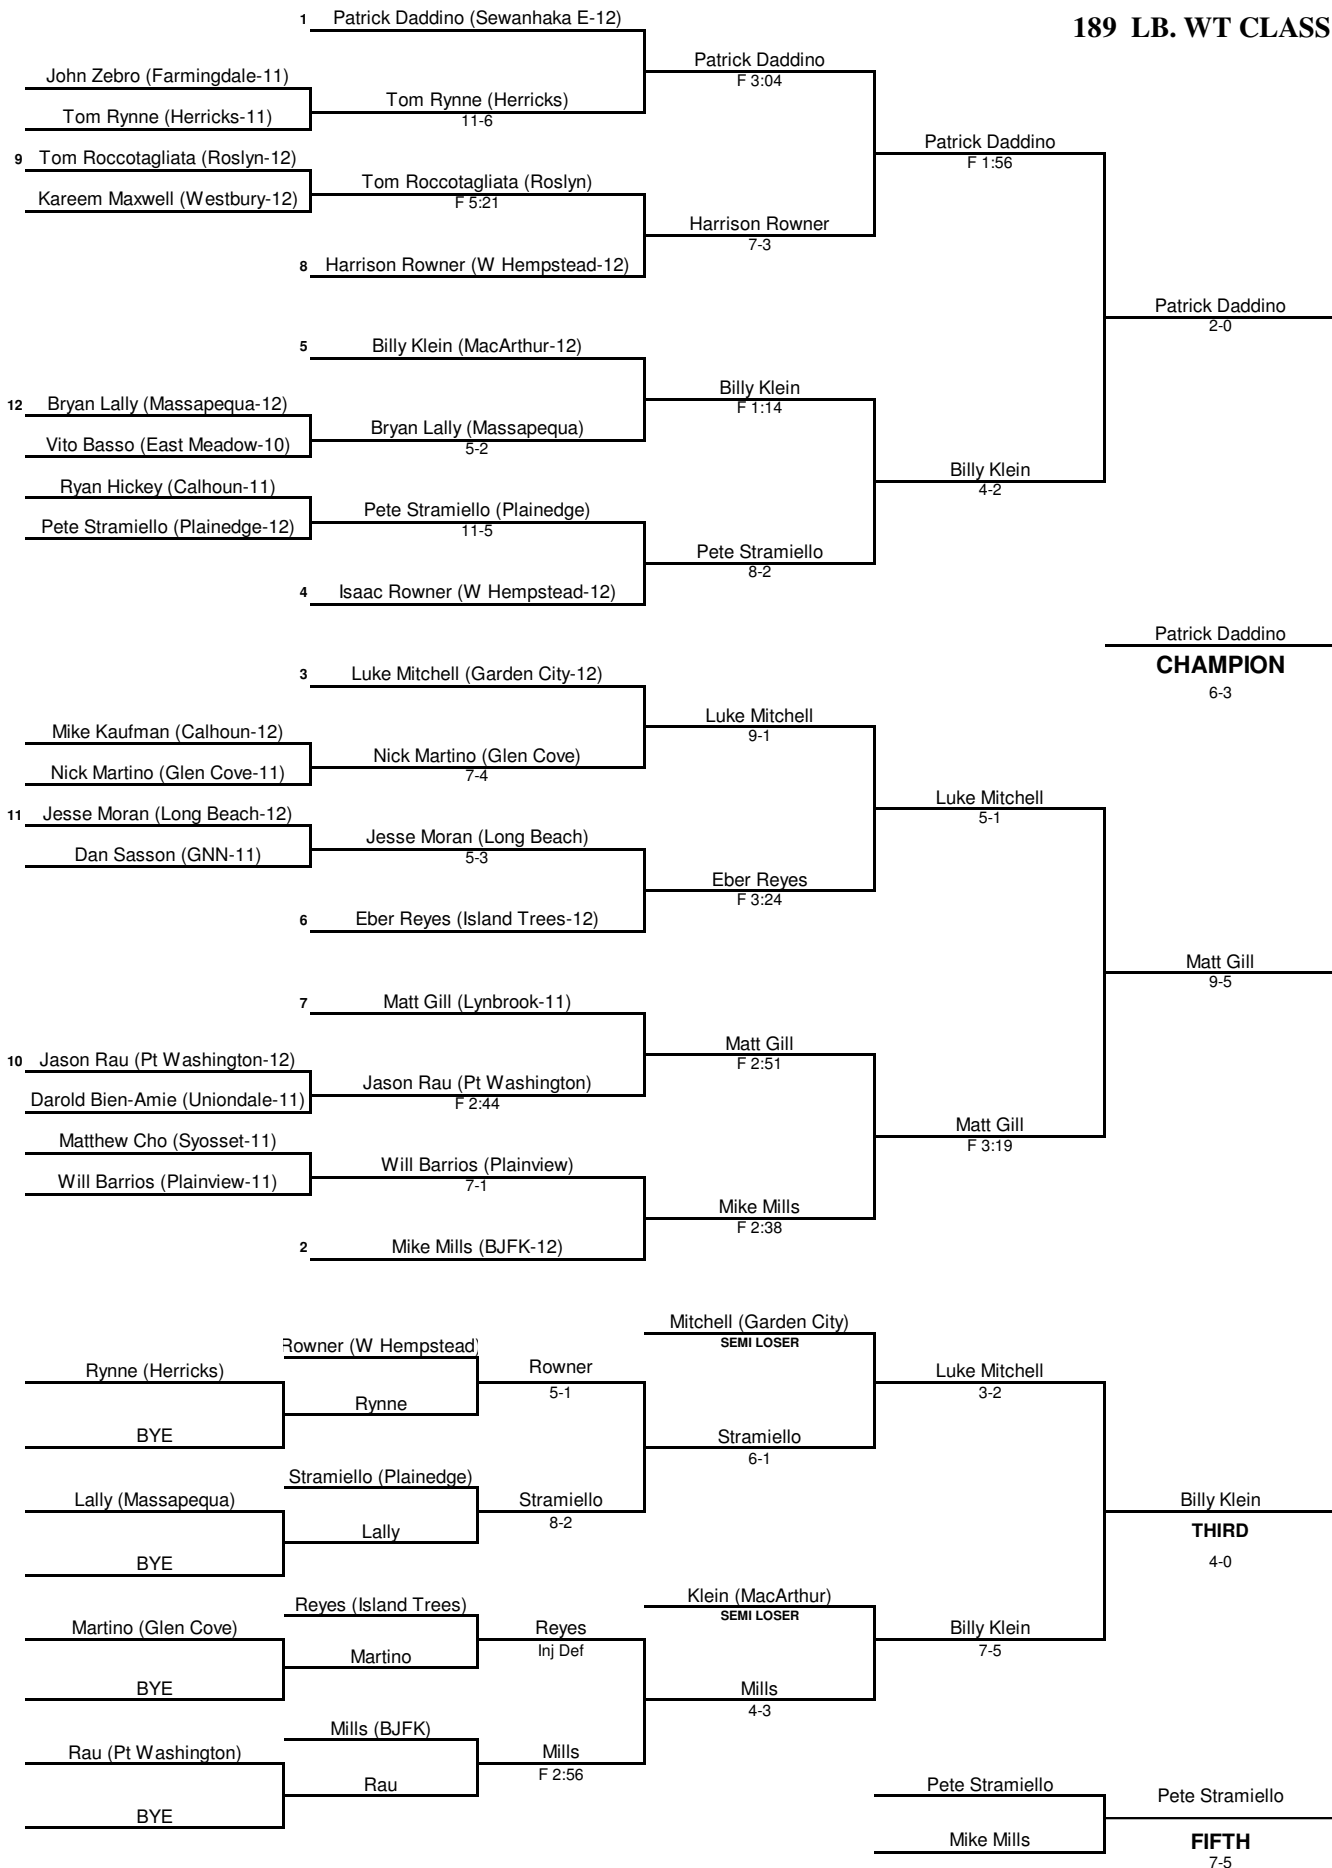 189 LB. WT CLASS
1 Patrick Daddino (Sewanhaka E-12)
Patrick Daddino
F 3:04
John Zebro (Farmingdale-11)
Tom Rynne (Herricks)
11-6
Tom Rynne (Herricks-11)
Patrick Daddino
F 1:56
9 Tom Roccotagliata (Roslyn-12)
Tom Roccotagliata (Roslyn)
F 5:21
Kareem Maxwell (Westbury-12)
Harrison Rowner
7-3
8 Harrison Rowner (W Hempstead-12)
Patrick Daddino
2-0
5 Billy Klein (MacArthur-12)
Billy Klein
F 1:14
12 Bryan Lally (Massapequa-12)
Bryan Lally (Massapequa)
5-2
Vito Basso (East Meadow-10)
Billy Klein
4-2
Ryan Hickey (Calhoun-11)
Pete Stramiello (Plainedge)
11-5
Pete Stramiello (Plainedge-12)
Pete Stramiello
8-2
4 Isaac Rowner (W Hempstead-12)
Patrick Daddino
CHAMPION
6-3
3 Luke Mitchell (Garden City-12)
Luke Mitchell
9-1
Mike Kaufman (Calhoun-12)
Nick Martino (Glen Cove)
7-4
Nick Martino (Glen Cove-11)
Luke Mitchell
5-1
11 Jesse Moran (Long Beach-12)
Jesse Moran (Long Beach)
5-3
Dan Sasson (GNN-11)
Eber Reyes
F 3:24
6 Eber Reyes (Island Trees-12)
Matt Gill
9-5
7 Matt Gill (Lynbrook-11)
Matt Gill
F 2:51
10 Jason Rau (Pt Washington-12)
Jason Rau (Pt Washington)
F 2:44
Darold Bien-Amie (Uniondale-11)
Matt Gill
F 3:19
Matthew Cho (Syosset-11)
Will Barrios (Plainview)
7-1
Will Barrios (Plainview-11)
Mike Mills
F 2:38
2 Mike Mills (BJFK-12)
Mitchell (Garden City)
SEMI LOSER
Rowner (W Hempstead)
Rynne (Herricks)
Rowner
5-1
Luke Mitchell
3-2
Rynne
BYE
Stramiello
6-1
Stramiello (Plainedge)
Lally (Massapequa)
Stramiello
8-2
Lally
BYE
Billy Klein
THIRD
4-0
Klein (MacArthur)
SEMI LOSER
Reyes (Island Trees)
Martino (Glen Cove)
Reyes
Inj Def
Billy Klein
7-5
Martino
BYE
Mills
4-3
Mills (BJFK)
Rau (Pt Washington)
Mills
F 2:56
Rau
BYE
Pete Stramiello
Pete Stramiello
Mike Mills
FIFTH
7-5